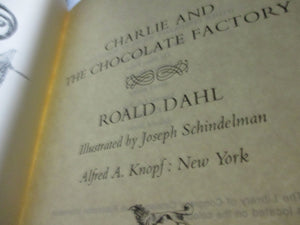 CHARLIE AND
THE CHOCOLATE FACTORY
ROALD DAHL
Illustrated by Joseph Schindelman
Alfred A. Knopf : New York